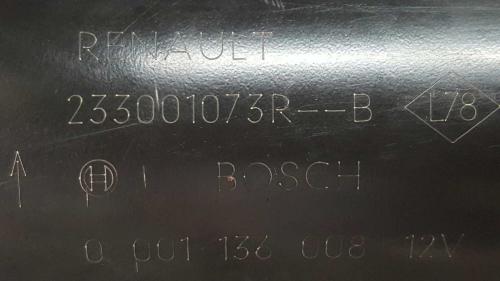 RENAULT
233001073R--B L78
H BOSCH
0 001 136 008 12V